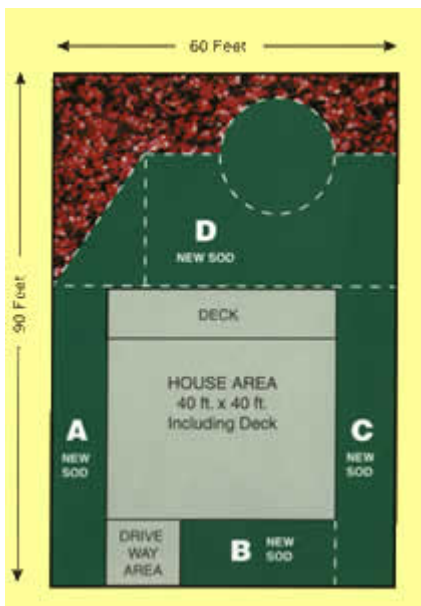 60 Feet
90 Feet
D
NEW SOD
DECK
HOUSE AREA
40 ft. x 40 ft.
Including Deck
A
NEW
SOD
C
NEW
SOD
DRIVE
WAY
AREA
B
NEW
SOD